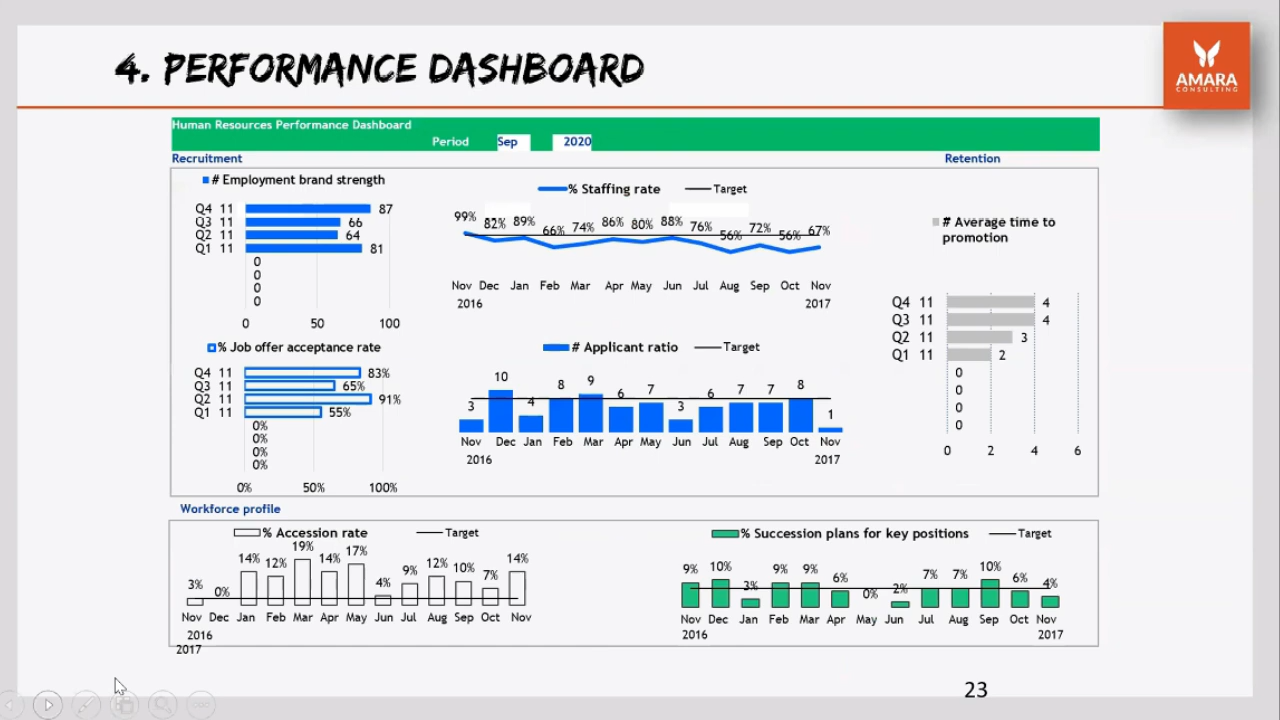 4. PERFORMANCE DASHBOARD
AMARA
CONSULTING
Human Resources Performance Dashboard
Period Sep 2020
Recruitment
Retention
# Employment brand strength
Q4 11 87
Q3 11 66
Q2 11 64
Q1 11 81
0
0
0
0
0 50 100
% Staffing rate Target
99% 82% 89% 66% 74% 86% 80% 88% 76% 56% 72% 56% 67%
Nov Dec Jan Feb Mar Apr May Jun Jul Aug Sep Oct Nov
2016 2017
# Average time to
promotion
Q4 11 4
Q3 11 4
Q2 11 3
Q1 11 2
0
0
0
0
0 2 4 6
% Job offer acceptance rate
Q4 11 83%
Q3 11 65%
Q2 11 91%
Q1 11 55%
0%
0%
0%
0%
0% 50% 100%
# Applicant ratio Target
3 10 4 8 9 6 7 3 6 7 7 8 1
Nov Dec Jan Feb Mar Apr May Jun Jul Aug Sep Oct Nov
2016 2017
Workforce profile
% Accession rate Target
3% 0% 14% 12% 19% 14% 17% 4% 9% 12% 10% 7% 14%
Nov Dec Jan Feb Mar Apr May Jun Jul Aug Sep Oct Nov
2016
2017
% Succession plans for key positions Target
9% 10% 3% 9% 9% 6% 0% 2% 7% 7% 10% 6% 4%
Nov Dec Jan Feb Mar Apr May Jun Jul Aug Sep Oct Nov
2016 2017
23